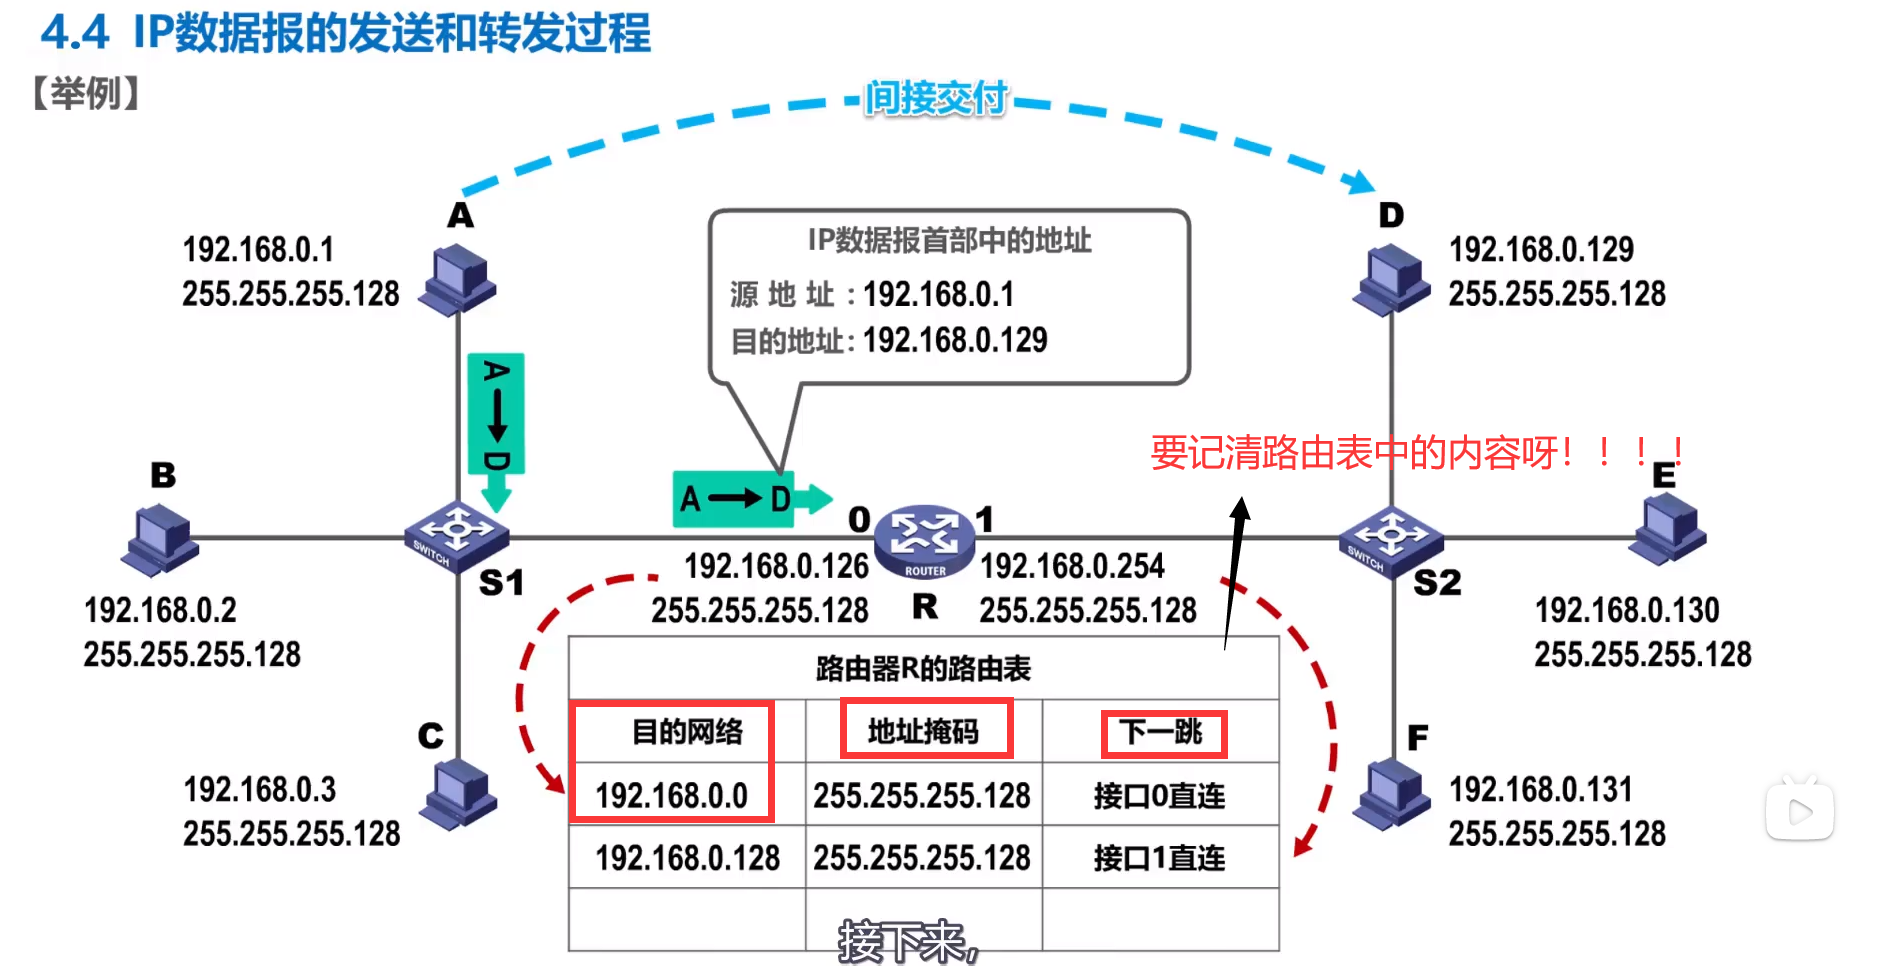 4.4 IP数据报的发送和转发过程
【举例】
间接交付
A
192.168.0.1
255.255.255.128
IP数据报首部中的地址
源地址：192.168.0.1
目的地址：192.168.0.129
D
192.168.0.129
255.255.255.128
A→D
要记清路由表中的内容呀！！！！
B
192.168.0.2
255.255.255.128
SWITCH
S1
A→D
0
1
ROUTER
R
192.168.0.126
255.255.255.128
192.168.0.254
255.255.255.128
SWITCH
S2
E
192.168.0.130
255.255.255.128
C
192.168.0.3
255.255.255.128
F
192.168.0.131
255.255.255.128
路由器R的路由表
目的网络 地址掩码 下一跳
192.168.0.0 255.255.255.128 接口0直连
192.168.0.128 255.255.255.128 接口1直连
接下来,